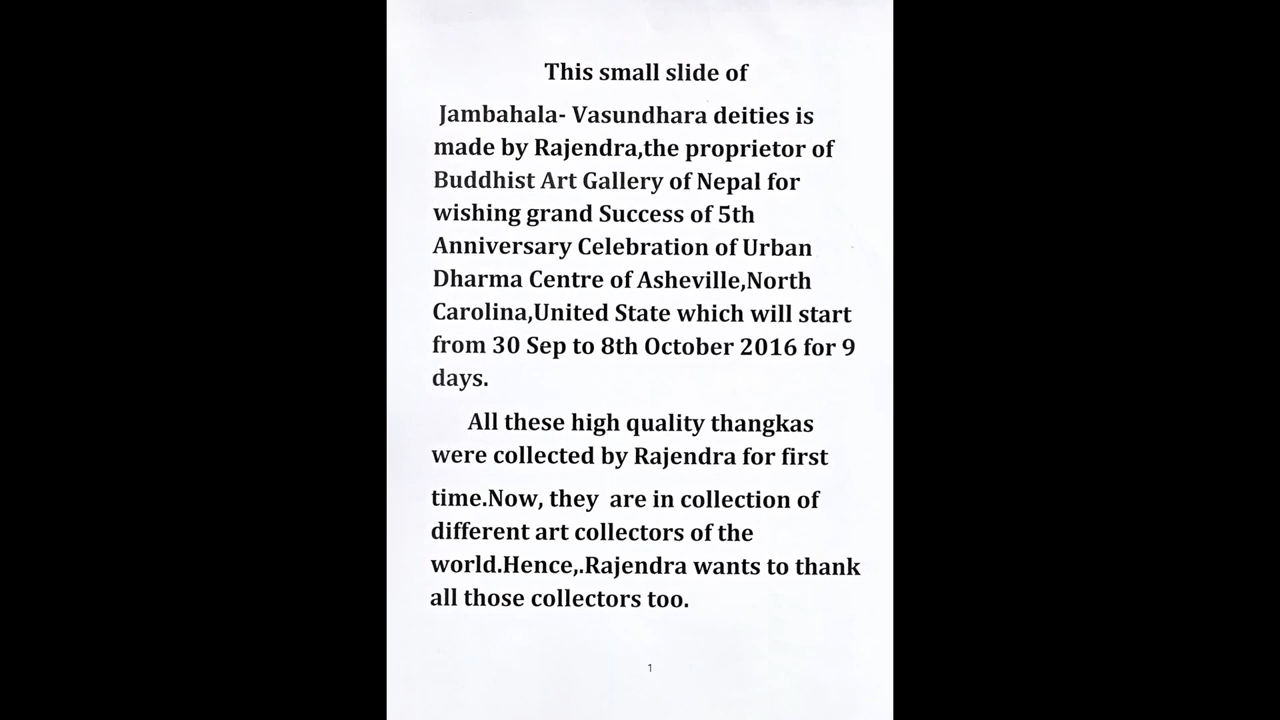 This small slide of
Jambahala- Vasundhara deities is
made by Rajendra,the proprietor of
Buddhist Art Gallery of Nepal for
wishing grand Success of 5th
Anniversary Celebration of Urban
Dharma Centre of Asheville,North
Carolina,United State which will start
from 30 Sep to 8th October 2016 for 9
days.
All these high quality thangkas
were collected by Rajendra for first
time.Now, they  are in collection of
different art collectors of the
world.Hence,.Rajendra wants to thank
all those collectors too.
1